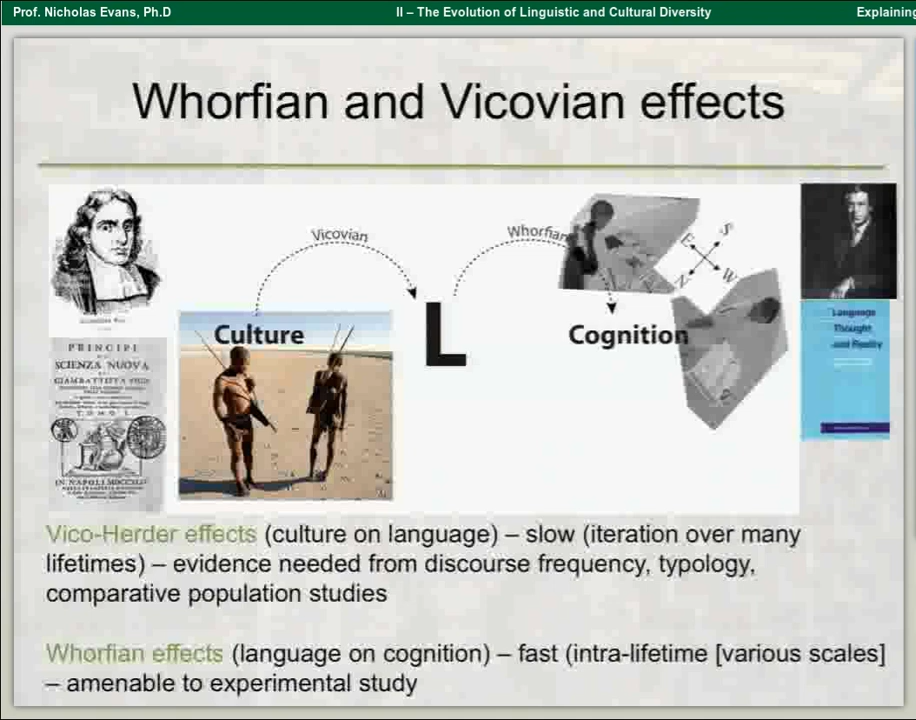 Prof. Nicholas Evans, Ph.D
II – The Evolution of Linguistic and Cultural Diversity
Explaining
Whorfian and Vicovian effects
Vicovian
Whorfian
S
E
N
W
Culture
L
Cognition
PRINCIPJ
SCIENZA NUOVA
GIAMBATTISTA VICO
TOMO I.
IN NAPOLI
Language
Thought
and Reality
Vico-Herder effects (culture on language) – slow (iteration over many
lifetimes) – evidence needed from discourse frequency, typology,
comparative population studies
Whorfian effects (language on cognition) – fast (intra-lifetime [various scales]
– amenable to experimental study